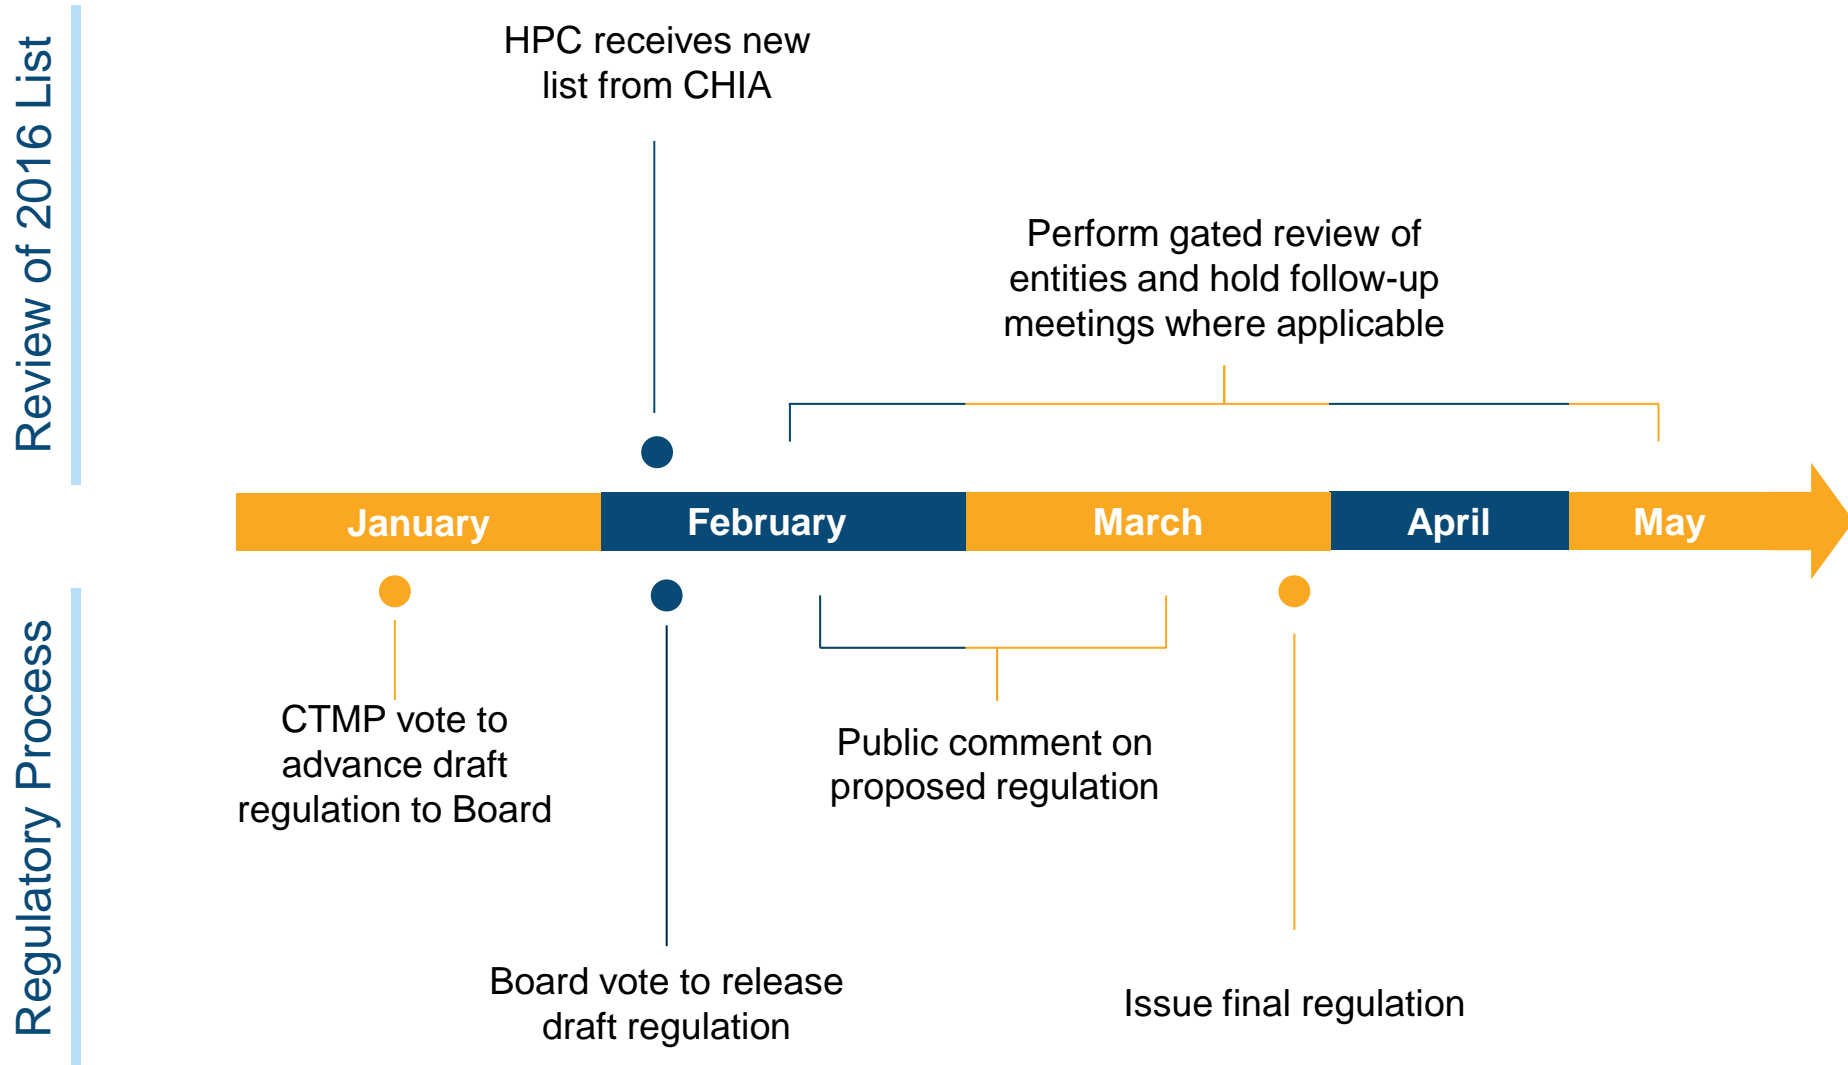 Review of 2016 List
HPC receives new
list from CHIA
Perform gated review of
entities and hold follow-up
meetings where applicable
January
February
March
April
May
Regulatory Process
CTMP vote to
advance draft
regulation to Board
Public comment on
proposed regulation
Board vote to release
draft regulation
Issue final regulation